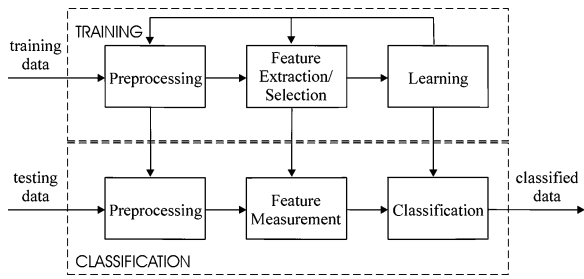 TRAINING
training
data
Preprocessing
Feature
Extraction/
Selection
Learning
testing
data
Preprocessing
Feature
Measurement
Classification
classified
data
CLASSIFICATION